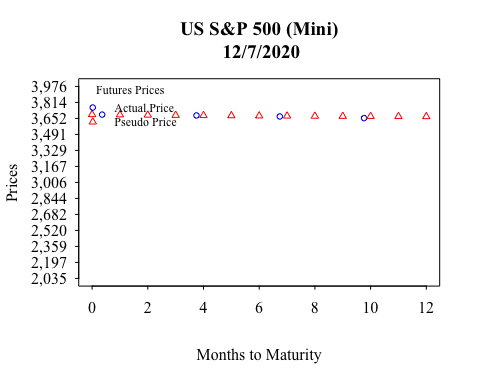 US S&P 500 (Mini)
12/7/2020
Futures Prices
Actual Price
Pseudo Price
Prices
3,976
3,814
3,652
3,491
3,329
3,167
3,006
2,844
2,682
2,520
2,359
2,197
2,035
0 2 4 6 8 10 12
Months to Maturity